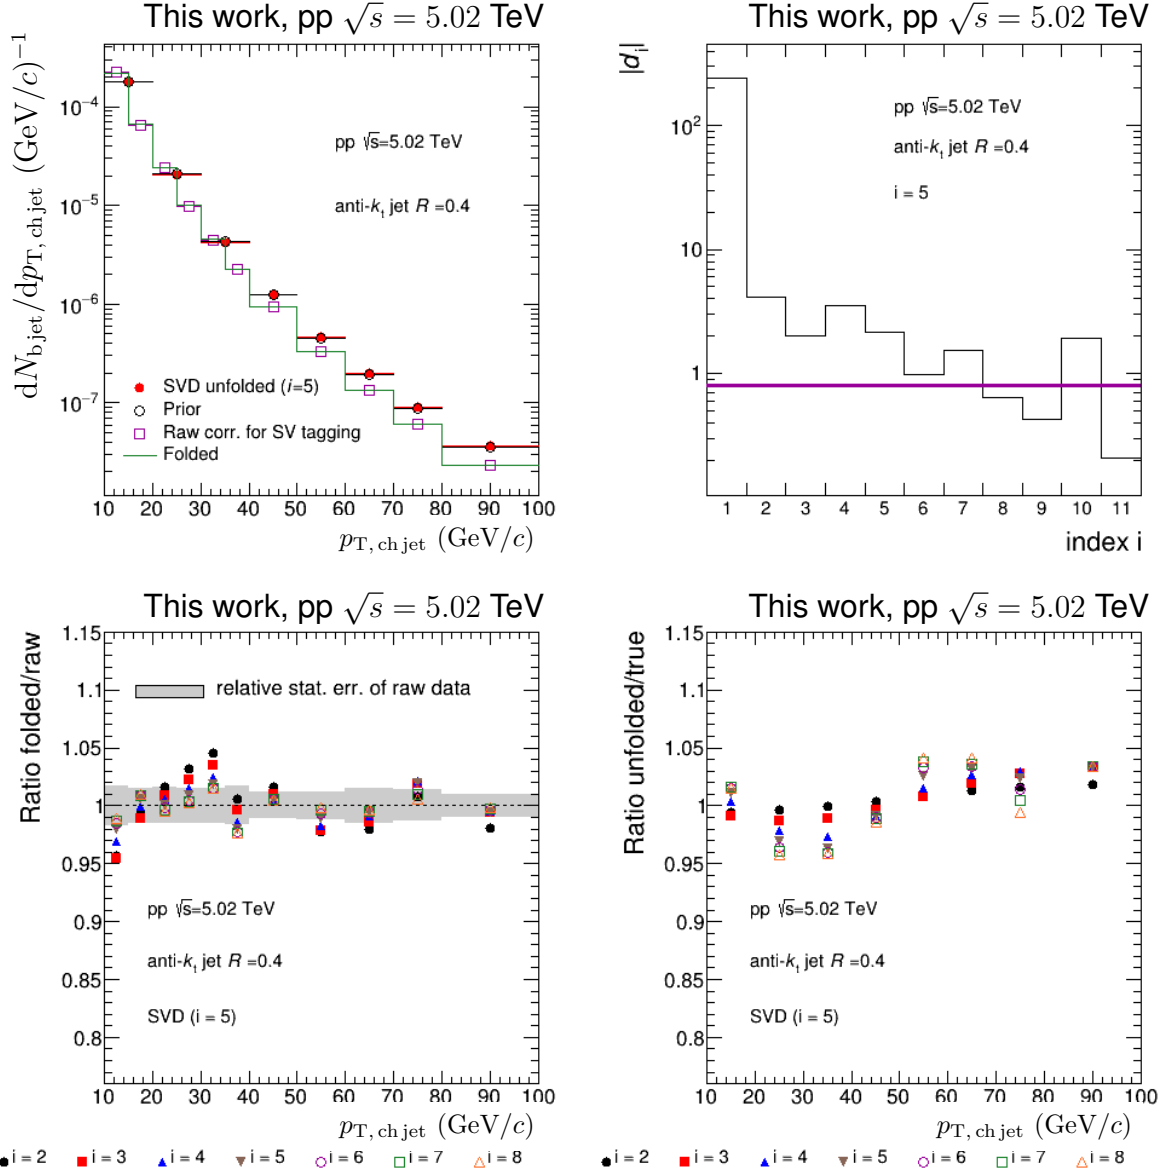 This work, pp √s = 5.02 TeV
dN_{b jet}/dp_{T, ch jet} (GeV/c)^{−1}
10^{−4}
10^{−5}
10^{−6}
10^{−7}
pp √s=5.02 TeV
anti-k_t jet R =0.4
SVD unfolded (i=5)
Prior
Raw corr. for SV tagging
Folded
10 20 30 40 50 60 70 80 90 100
p_{T, ch jet} (GeV/c)
This work, pp √s = 5.02 TeV
|d_i|
10^2
10
1
pp √s=5.02 TeV
anti-k_t jet R =0.4
i = 5
1 2 3 4 5 6 7 8 9 10 11
index i
This work, pp √s = 5.02 TeV
Ratio folded/raw
1.15
1.1
1.05
1
0.95
0.9
0.85
0.8
relative stat. err. of raw data
pp √s=5.02 TeV
anti-k_t jet R =0.4
SVD (i = 5)
10 20 30 40 50 60 70 80 90 100
p_{T, ch jet} (GeV/c)
i = 2 i = 3 i = 4 i = 5 i = 6 i = 7 i = 8
This work, pp √s = 5.02 TeV
Ratio unfolded/true
1.15
1.1
1.05
1
0.95
0.9
0.85
0.8
pp √s=5.02 TeV
anti-k_t jet R =0.4
SVD (i = 5)
10 20 30 40 50 60 70 80 90 100
p_{T, ch jet} (GeV/c)
i = 2 i = 3 i = 4 i = 5 i = 6 i = 7 i = 8